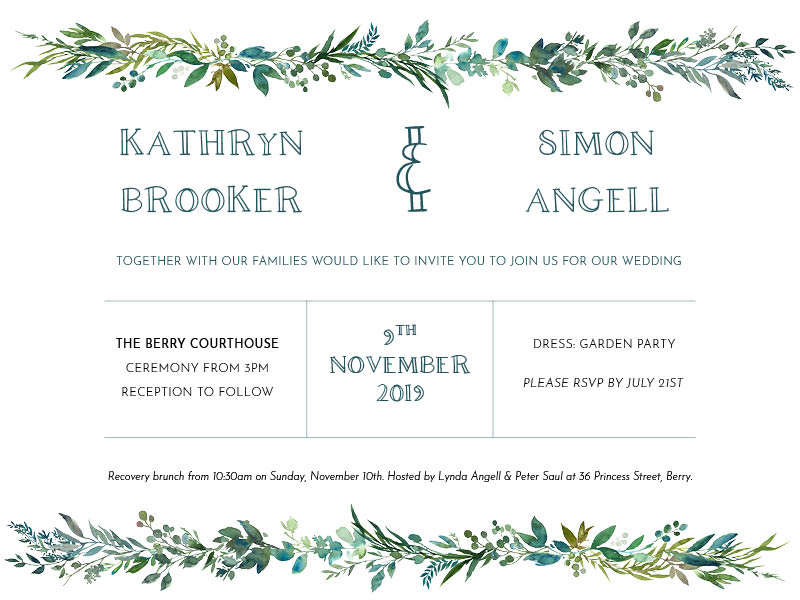 KATHRYN & SIMON
BROOKER ANGELL
TOGETHER WITH OUR FAMILIES WOULD LIKE TO INVITE YOU TO JOIN US FOR OUR WEDDING
THE BERRY COURTHOUSE
CEREMONY FROM 3PM
RECEPTION TO FOLLOW
9TH
NOVEMBER
2019
DRESS: GARDEN PARTY
PLEASE RSVP BY JULY 21ST
Recovery brunch from 10:30am on Sunday, November 10th. Hosted by Lynda Angell & Peter Saul at 36 Princess Street, Berry.